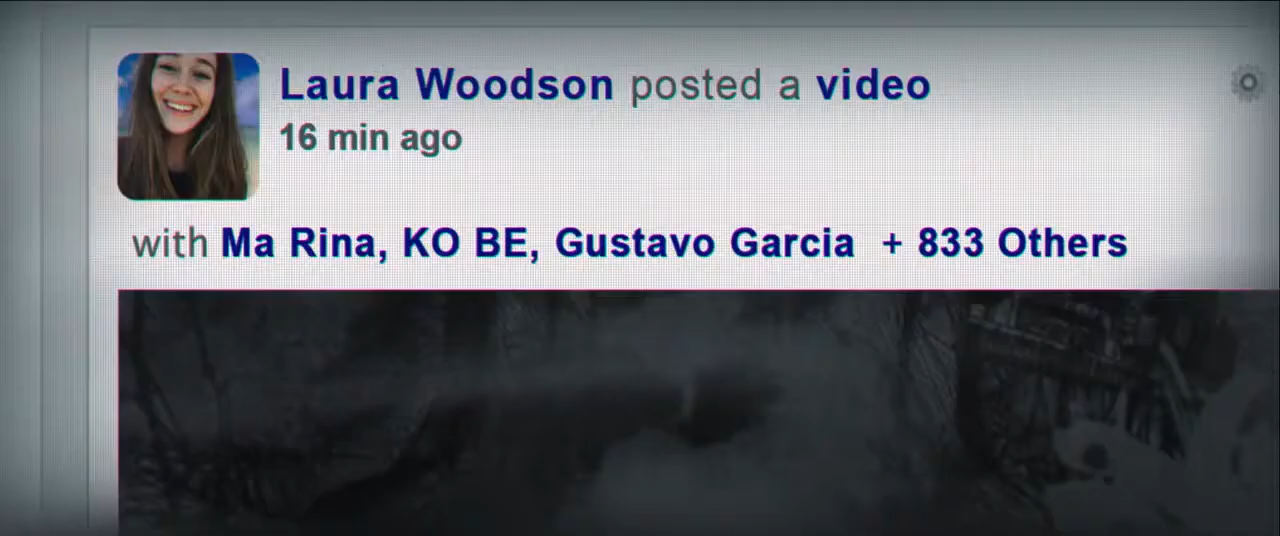 Laura Woodson posted a video
16 min ago
with Ma Rina, KO BE, Gustavo Garcia + 833 Others